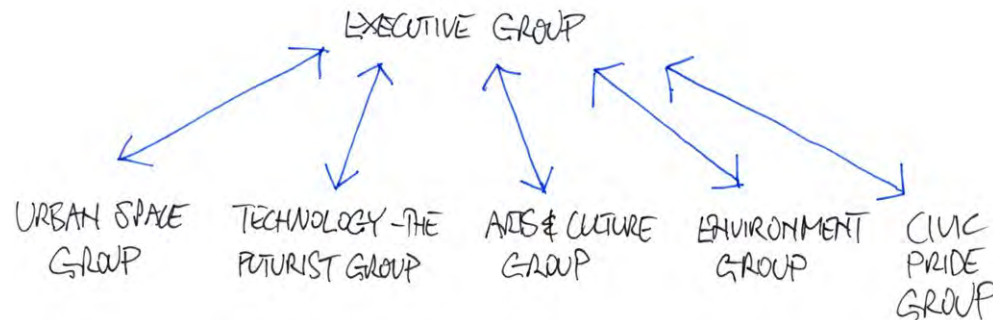 EXECUTIVE GROUP
URBAN SPACE
GROUP
TECHNOLOGY - THE
FUTURIST GROUP
ARTS & CULTURE
GROUP
ENVIRONMENT
GROUP
CIVIC
PRIDE
GROUP